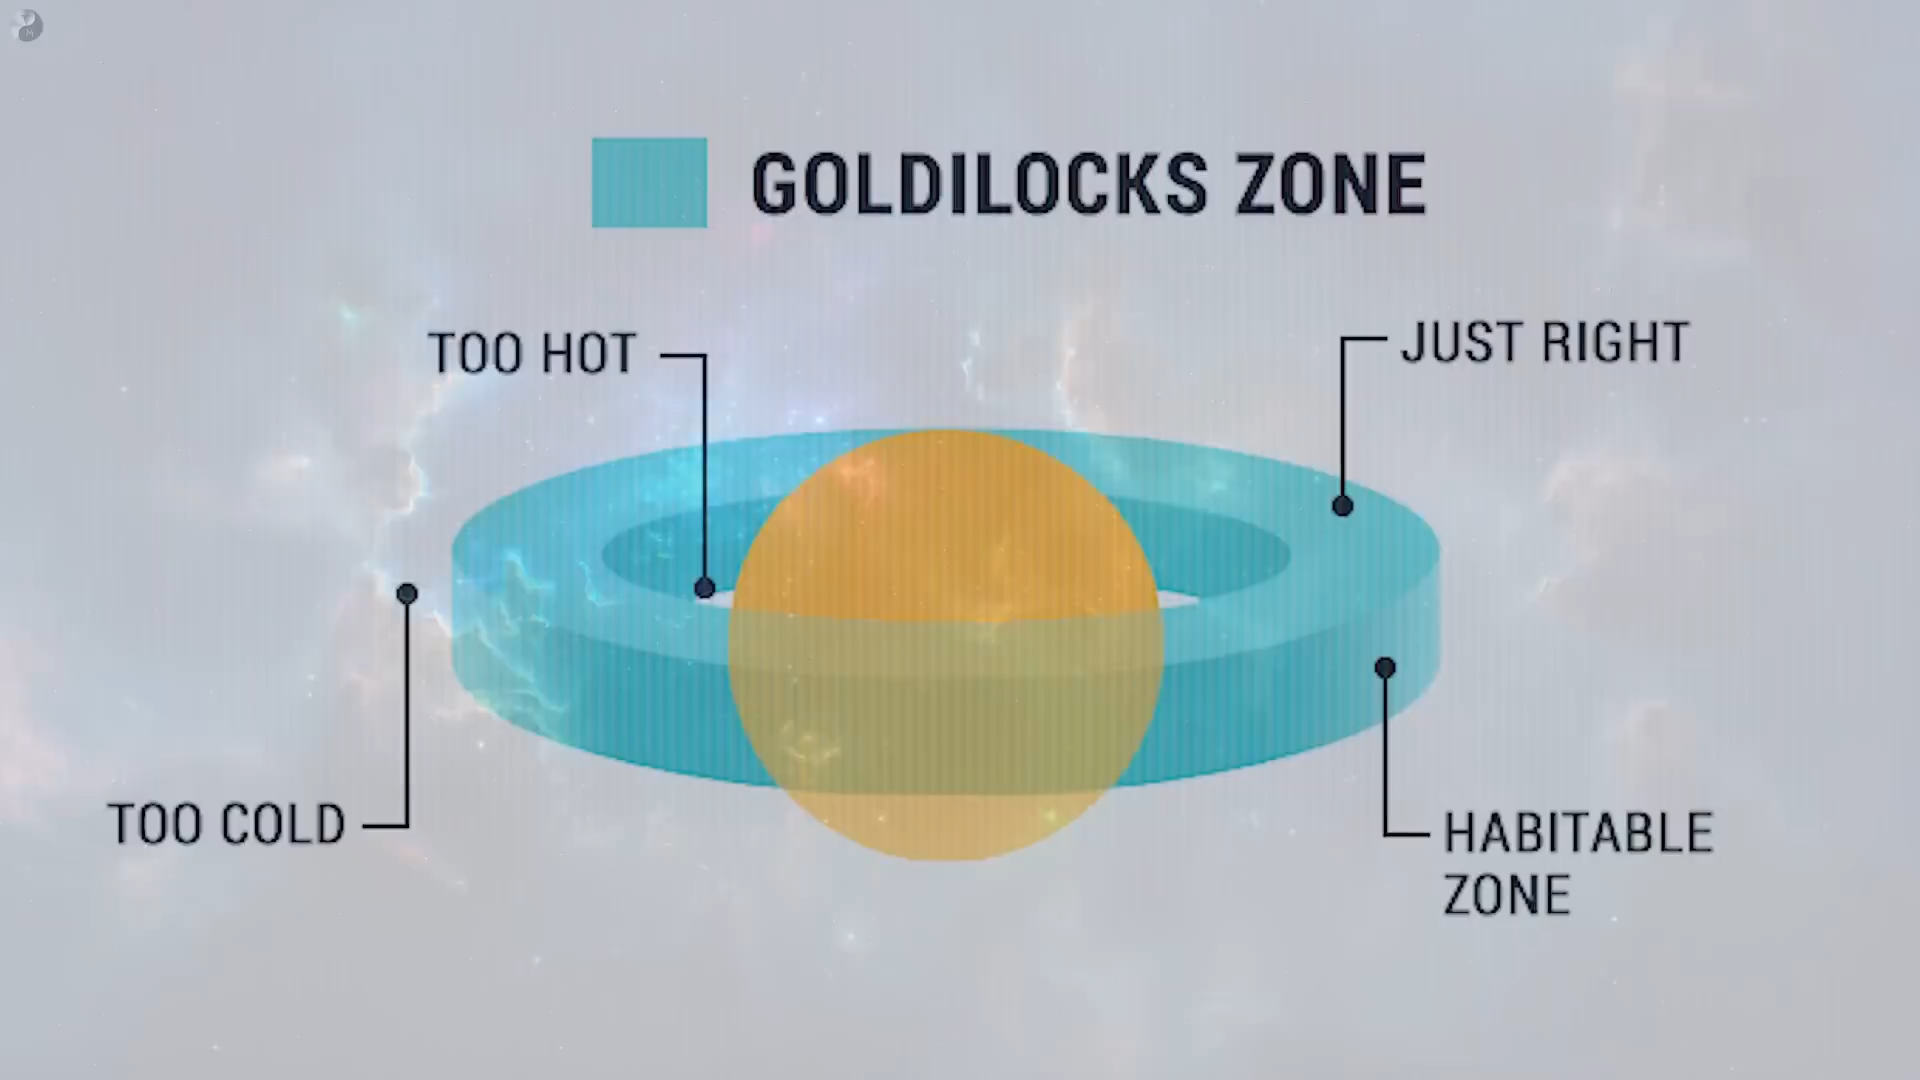 GOLDILOCKS ZONE
TOO HOT
JUST RIGHT
TOO COLD
HABITABLE
ZONE